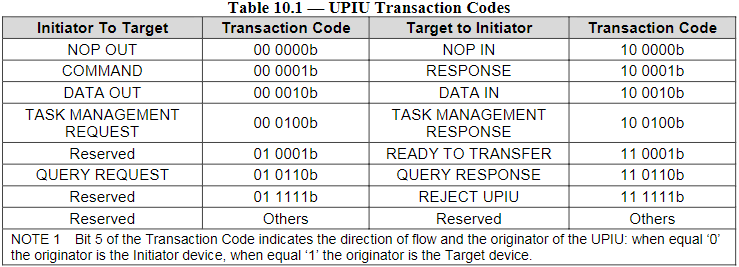 Table 10.1 — UPIU Transaction Codes
Initiator To Target Transaction Code Target to Initiator Transaction Code
NOP OUT 00 0000b NOP IN 10 0000b
COMMAND 00 0001b RESPONSE 10 0001b
DATA OUT 00 0010b DATA IN 10 0010b
TASK MANAGEMENT REQUEST 00 0100b TASK MANAGEMENT RESPONSE 10 0100b
Reserved 01 0001b READY TO TRANSFER 11 0001b
QUERY REQUEST 01 0110b QUERY RESPONSE 11 0110b
Reserved 01 1111b REJECT UPIU 11 1111b
Reserved Others Reserved Others
NOTE 1 Bit 5 of the Transaction Code indicates the direction of flow and the originator of the UPIU: when equal ‘0’
the originator is the Initiator device, when equal ‘1’ the originator is the Target device.